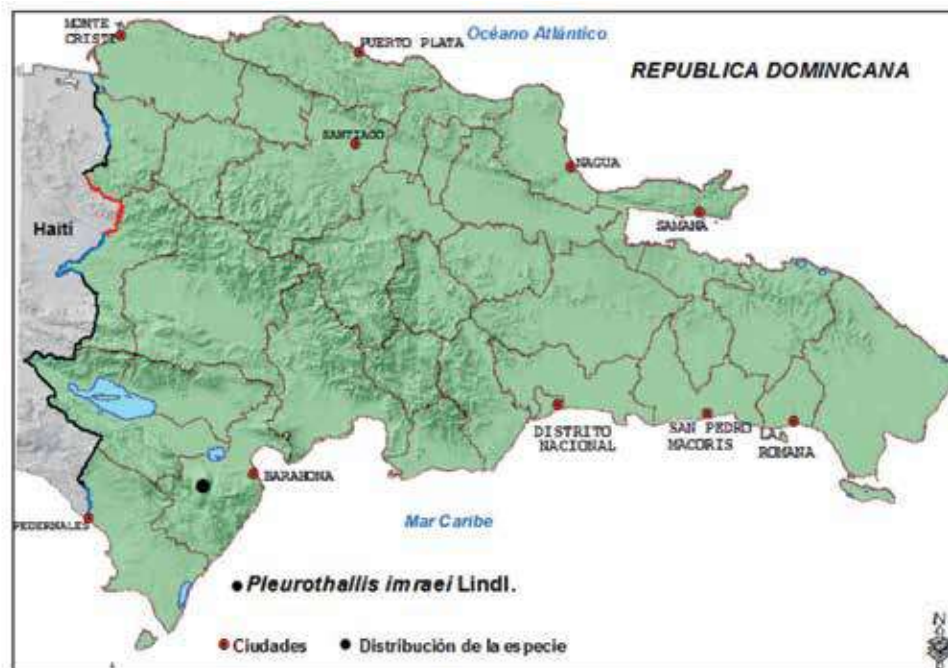 MONTE
CRISTI
PUERTO PLATA
Océano Atlántico
REPUBLICA DOMINICANA
SANTIAGO
NAGUA
SAMANA
Haití
DISTRITO
NACIONAL
SAN PEDRO
MACORIS
LA
ROMANA
BARAHONA
PEDERNALES
Mar Caribe
Pleurothallis imraei Lindl.
Ciudades
Distribución de la especie
N